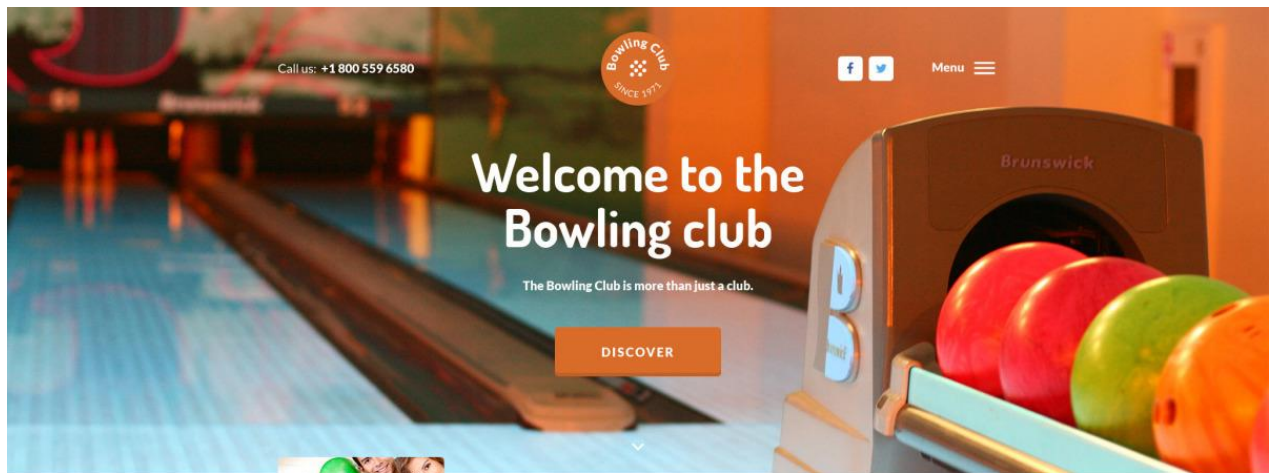 Call us: +1 800 559 6580
Bowling Club
SINCE 1971
Menu
Brunswick
Welcome to the
Bowling club
The Bowling Club is more than just a club.
DISCOVER
Brunswick